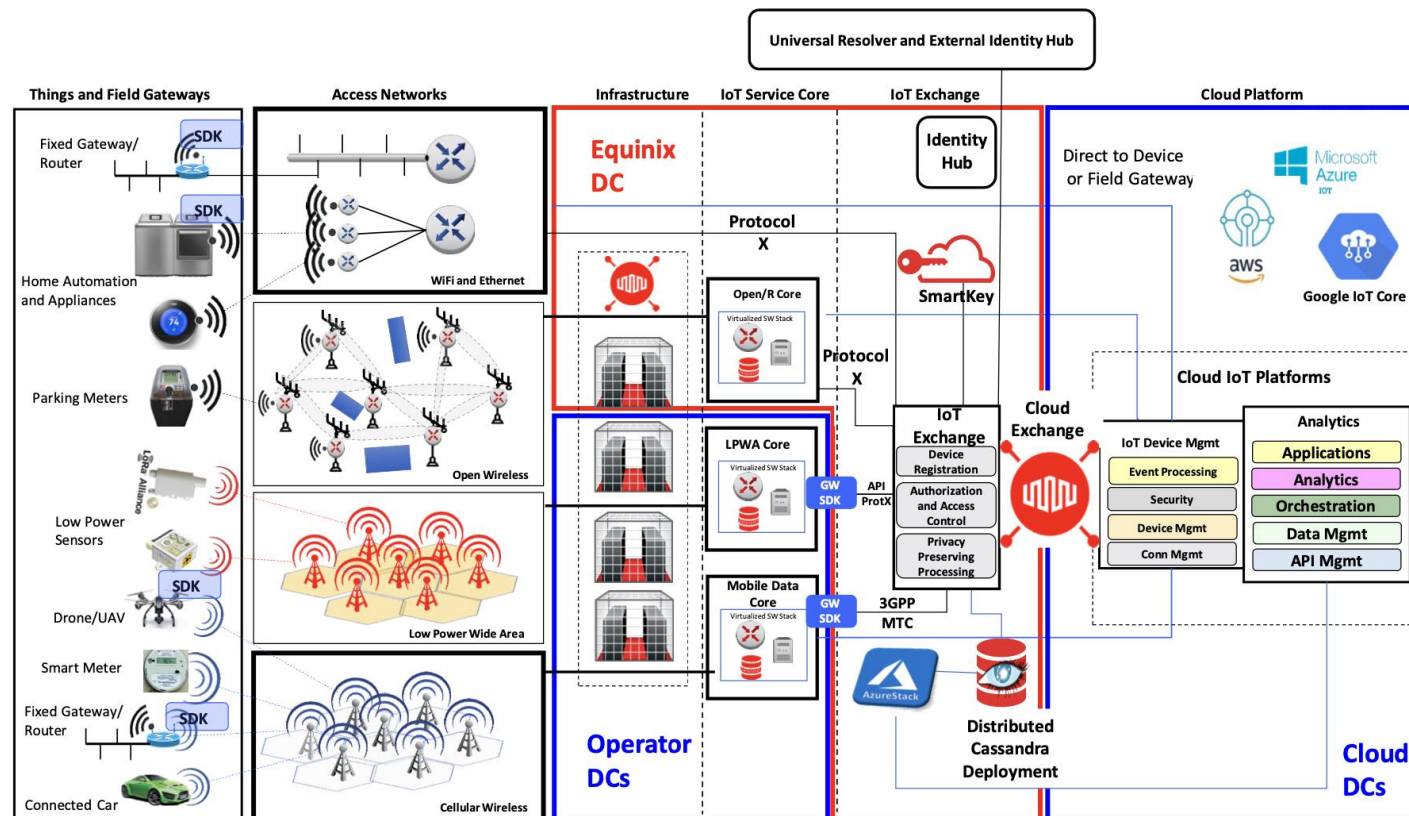 Universal Resolver and External Identity Hub
Things and Field Gateways
Access Networks
Infrastructure
IoT Service Core
IoT Exchange
Cloud Platform
Fixed Gateway/
Router
SDK
SDK
Home Automation
and Appliances
74
Parking Meters
LoRa Alliance
Low Power
Sensors
SDK
Drone/UAV
Smart Meter
Fixed Gateway/
Router
SDK
Connected Car
WiFi and Ethernet
Open Wireless
Low Power Wide Area
Cellular Wireless
Equinix
DC
Operator
DCs
Protocol
X
Open/R Core
Virtualized SW Stack
Protocol
X
LPWA Core
Virtualized SW Stack
GW
SDK
API
ProtX
Mobile Data
Core
Virtualized SW Stack
GW
SDK
3GPP
MTC
Identity
Hub
SmartKey
IoT
Exchange
Device
Registration
Authorization
and Access
Control
Privacy
Preserving
Processing
AzureStack
Distributed
Cassandra
Deployment
Cloud
Exchange
Direct to Device
or Field Gateway
Microsoft
Azure
IOT
aws
Google IoT Core
Cloud IoT Platforms
IoT Device Mgmt
Event Processing
Security
Device Mgmt
Conn Mgmt
Analytics
Applications
Analytics
Orchestration
Data Mgmt
API Mgmt
Cloud
DCs